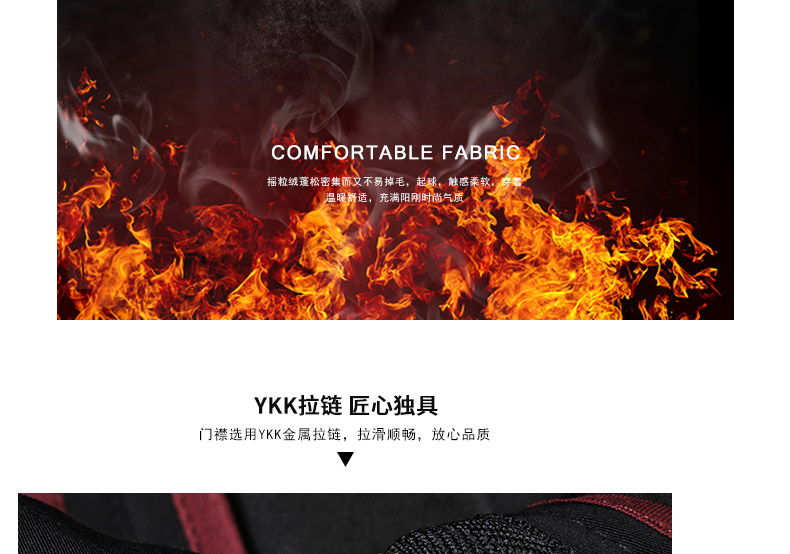 COMFORTABLE FABRIC
摇粒绒蓬松密集而又不易掉毛，起球，触感柔软，穿着
温暖舒适，充满阳刚时尚气质
YKK拉链 匠心独具
门襟选用YKK金属拉链，拉滑顺畅，放心品质